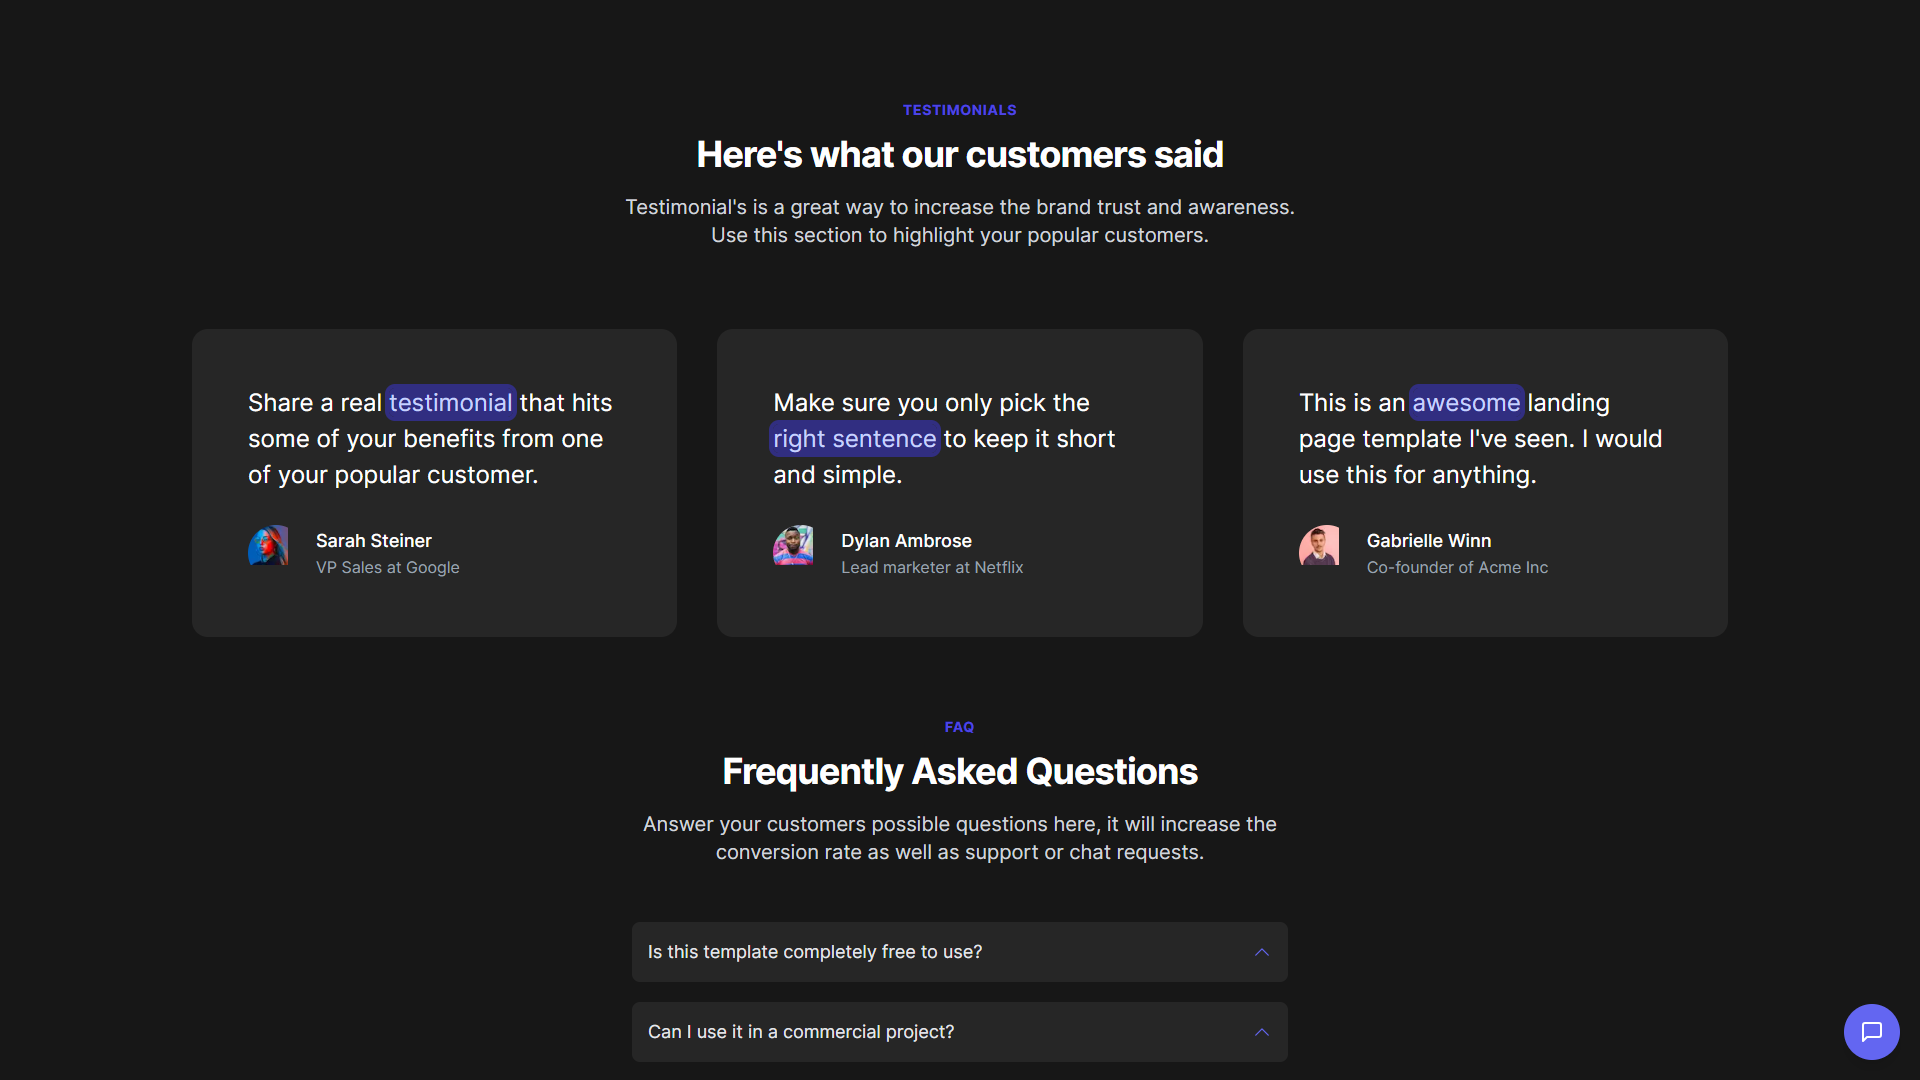 TESTIMONIALS
Here's what our customers said
Testimonial's is a great way to increase the brand trust and awareness.
Use this section to highlight your popular customers.
Share a real testimonial that hits
some of your benefits from one
of your popular customer.
Sarah Steiner
VP Sales at Google
Make sure you only pick the
right sentence to keep it short
and simple.
Dylan Ambrose
Lead marketer at Netflix
This is an awesome landing
page template I've seen. I would
use this for anything.
Gabrielle Winn
Co-founder of Acme Inc
FAQ
Frequently Asked Questions
Answer your customers possible questions here, it will increase the
conversion rate as well as support or chat requests.
Is this template completely free to use?
Can I use it in a commercial project?